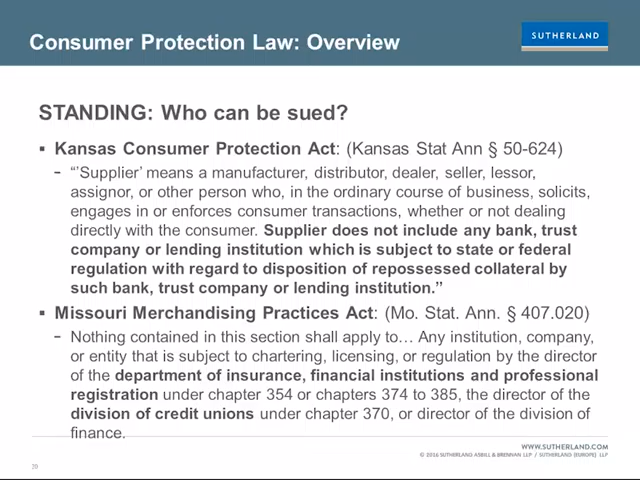 Consumer Protection Law: Overview
SUTHERLAND
STANDING: Who can be sued?
▪ Kansas Consumer Protection Act: (Kansas Stat Ann § 50-624)
– “’Supplier’ means a manufacturer, distributor, dealer, seller, lessor,
assignor, or other person who, in the ordinary course of business, solicits,
engages in or enforces consumer transactions, whether or not dealing
directly with the consumer. Supplier does not include any bank, trust
company or lending institution which is subject to state or federal
regulation with regard to disposition of repossessed collateral by
such bank, trust company or lending institution.”
▪ Missouri Merchandising Practices Act: (Mo. Stat. Ann. § 407.020)
– Nothing contained in this section shall apply to… Any institution, company,
or entity that is subject to chartering, licensing, or regulation by the director
of the department of insurance, financial institutions and professional
registration under chapter 354 or chapters 374 to 385, the director of the
division of credit unions under chapter 370, or director of the division of
finance.
WWW.SUTHERLAND.COM
© 2016 SUTHERLAND ASBILL & BRENNAN LLP / SUTHERLAND (EUROPE) LLP
20